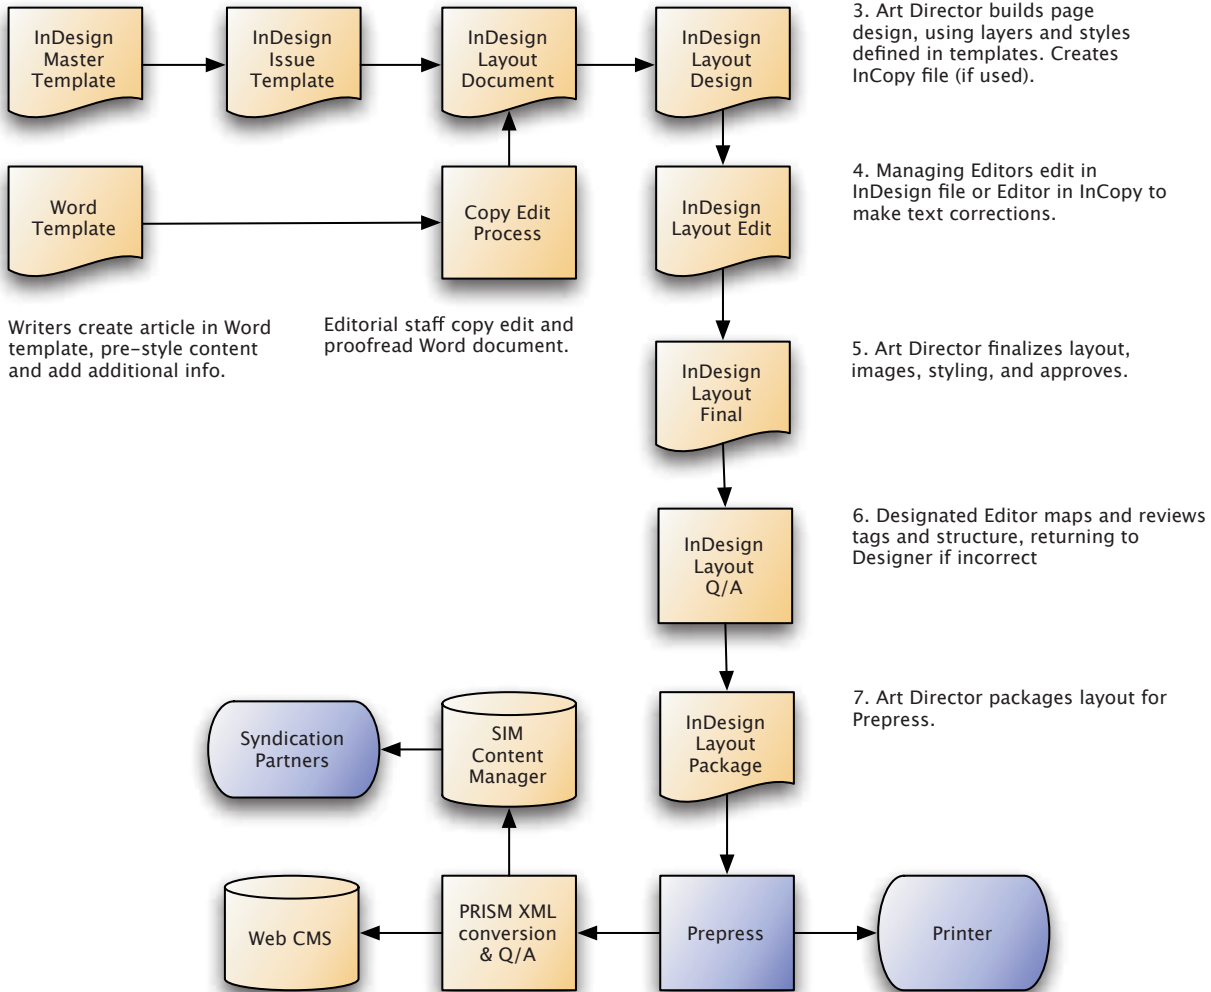 InDesign
Master
Template
InDesign
Issue
Template
InDesign
Layout
Document
InDesign
Layout
Design
3. Art Director builds page
design, using layers and styles
defined in templates. Creates
InCopy file (if used).
Word
Template
Copy Edit
Process
InDesign
Layout Edit
4. Managing Editors edit in
InDesign file or Editor in InCopy to
make text corrections.
Writers create article in Word
template, pre-style content
and add additional info.
Editorial staff copy edit and
proofread Word document.
InDesign
Layout
Final
5. Art Director finalizes layout,
images, styling, and approves.
InDesign
Layout
Q/A
6. Designated Editor maps and reviews
tags and structure, returning to
Designer if incorrect
Syndication
Partners
SIM
Content
Manager
InDesign
Layout
Package
7. Art Director packages layout for
Prepress.
Web CMS
PRISM XML
conversion
& Q/A
Prepress
Printer